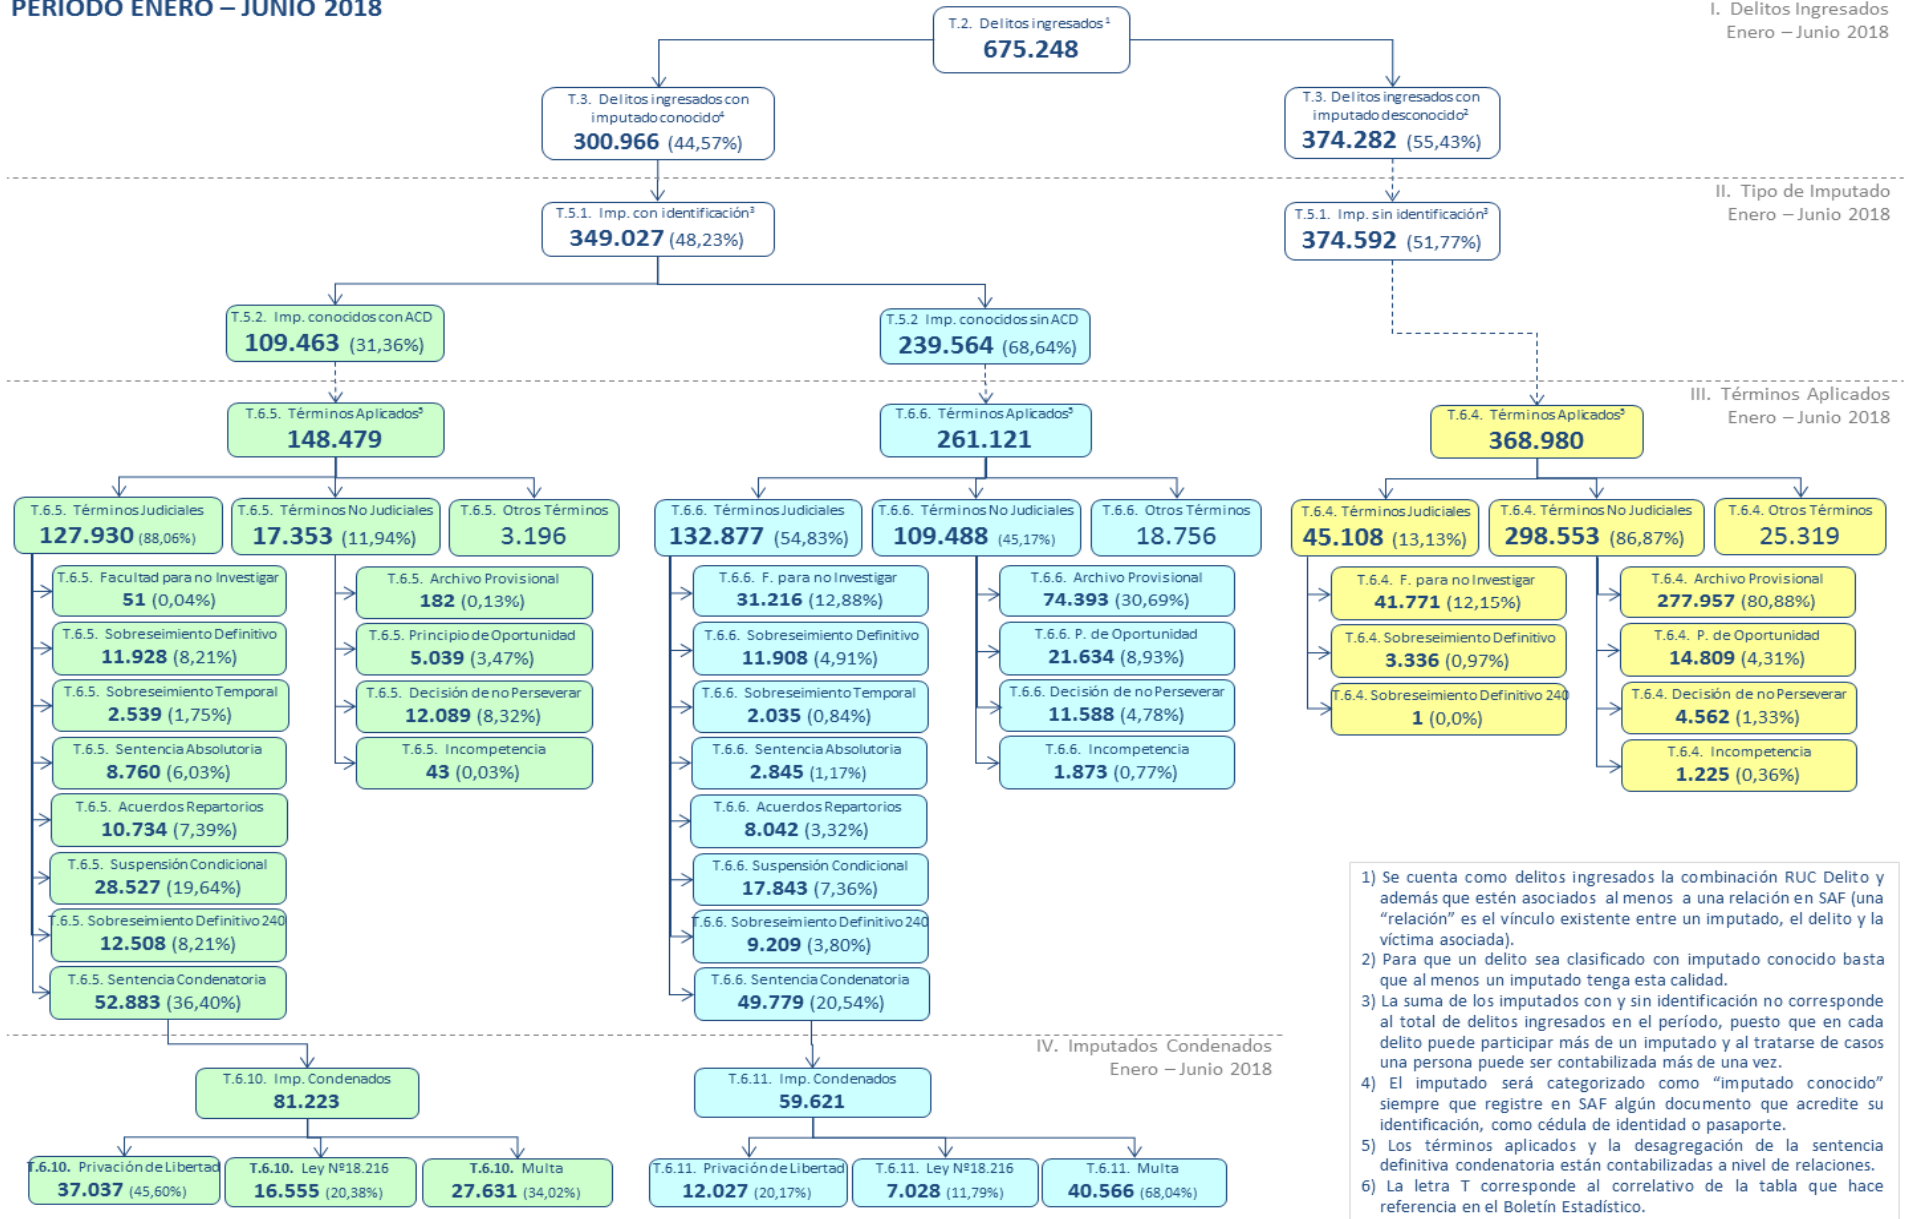 PERÍODO ENERO – JUNIO 2018
I. Delitos Ingresados
Enero – Junio 2018
T.2. Delitos ingresados ¹
675.248
T.3. Delitos ingresados con
imputado conocido⁴
300.966 (44,57%)
T.3. Delitos ingresados con
imputado desconocido²
374.282 (55,43%)
II. Tipo de Imputado
Enero – Junio 2018
T.5.1. Imp. con identificación³
349.027 (48,23%)
T.5.1. Imp. sin identificación³
374.592 (51,77%)
T.5.2. Imp. conocidos con ACD
109.463 (31,36%)
T.5.2 Imp. conocidos sin ACD
239.564 (68,64%)
III. Términos Aplicados
Enero – Junio 2018
T.6.5. Términos Aplicados⁵
148.479
T.6.6. Términos Aplicados⁵
261.121
T.6.4. Términos Aplicados⁵
368.980
T.6.5. Términos Judiciales
127.930 (88,06%)
T.6.5. Términos No Judiciales
17.353 (11,94%)
T.6.5. Otros Términos
3.196
T.6.6. Términos Judiciales
132.877 (54,83%)
T.6.6. Términos No Judiciales
109.488 (45,17%)
T.6.6. Otros Términos
18.756
T.6.4. Términos Judiciales
45.108 (13,13%)
T.6.4. Términos No Judiciales
298.553 (86,87%)
T.6.4. Otros Términos
25.319
T.6.5. Facultad para no Investigar
51 (0,04%)
T.6.5. Sobreseimiento Definitivo
11.928 (8,21%)
T.6.5. Sobreseimiento Temporal
2.539 (1,75%)
T.6.5. Sentencia Absolutoria
8.760 (6,03%)
T.6.5. Acuerdos Repartorios
10.734 (7,39%)
T.6.5. Suspensión Condicional
28.527 (19,64%)
T.6.5. Sobreseimiento Definitivo 240
12.508 (8,21%)
T.6.5. Sentencia Condenatoria
52.883 (36,40%)
T.6.5. Archivo Provisional
182 (0,13%)
T.6.5. Principio de Oportunidad
5.039 (3,47%)
T.6.5. Decisión de no Perseverar
12.089 (8,32%)
T.6.5. Incompetencia
43 (0,03%)
T.6.6. F. para no Investigar
31.216 (12,88%)
T.6.6. Sobreseimiento Definitivo
11.908 (4,91%)
T.6.6. Sobreseimiento Temporal
2.035 (0,84%)
T.6.6. Sentencia Absolutoria
2.845 (1,17%)
T.6.6. Acuerdos Repartorios
8.042 (3,32%)
T.6.6. Suspensión Condicional
17.843 (7,36%)
T.6.6. Sobreseimiento Definitivo 240
9.209 (3,80%)
T.6.6. Sentencia Condenatoria
49.779 (20,54%)
T.6.6. Archivo Provisional
74.393 (30,69%)
T.6.6. P. de Oportunidad
21.634 (8,93%)
T.6.6. Decisión de no Perseverar
11.588 (4,78%)
T.6.6. Incompetencia
1.873 (0,77%)
T.6.4. F. para no Investigar
41.771 (12,15%)
T.6.4. Sobreseimiento Definitivo
3.336 (0,97%)
T.6.4. Sobreseimiento Definitivo 240
1 (0,0%)
T.6.4. Archivo Provisional
277.957 (80,88%)
T.6.4. P. de Oportunidad
14.809 (4,31%)
T.6.4. Decisión de no Perseverar
4.562 (1,33%)
T.6.4. Incompetencia
1.225 (0,36%)
IV. Imputados Condenados
Enero – Junio 2018
T.6.10. Imp. Condenados
81.223
T.6.11. Imp. Condenados
59.621
T.6.10. Privación de Libertad
37.037 (45,60%)
T.6.10. Ley Nº18.216
16.555 (20,38%)
T.6.10. Multa
27.631 (34,02%)
T.6.11. Privación de Libertad
12.027 (20,17%)
T.6.11. Ley Nº18.216
7.028 (11,79%)
T.6.11. Multa
40.566 (68,04%)
1) Se cuenta como delitos ingresados la combinación RUC Delito y
además que estén asociados al menos a una relación en SAF (una
“relación” es el vínculo existente entre un imputado, el delito y la
víctima asociada).
2) Para que un delito sea clasificado con imputado conocido basta
que al menos un imputado tenga esta calidad.
3) La suma de los imputados con y sin identificación no corresponde
al total de delitos ingresados en el período, puesto que en cada
delito puede participar más de un imputado y al tratarse de casos
una persona puede ser contabilizada más de una vez.
4) El imputado será categorizado como “imputado conocido”
siempre que registre en SAF algún documento que acredite su
identificación, como cédula de identidad o pasaporte.
5) Los términos aplicados y la desagregación de la sentencia
definitiva condenatoria están contabilizadas a nivel de relaciones.
6) La letra T corresponde al correlativo de la tabla que hace
referencia en el Boletín Estadístico.